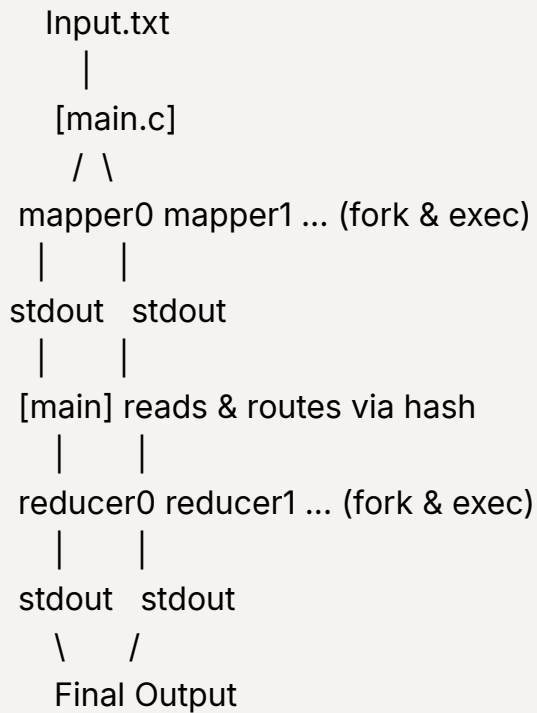 Input.txt
|
[main.c]
/ \
mapper0 mapper1 ... (fork & exec)
| |
stdout stdout
| |
[main] reads & routes via hash
| |
reducer0 reducer1 ... (fork & exec)
| |
stdout stdout
\ /
Final Output